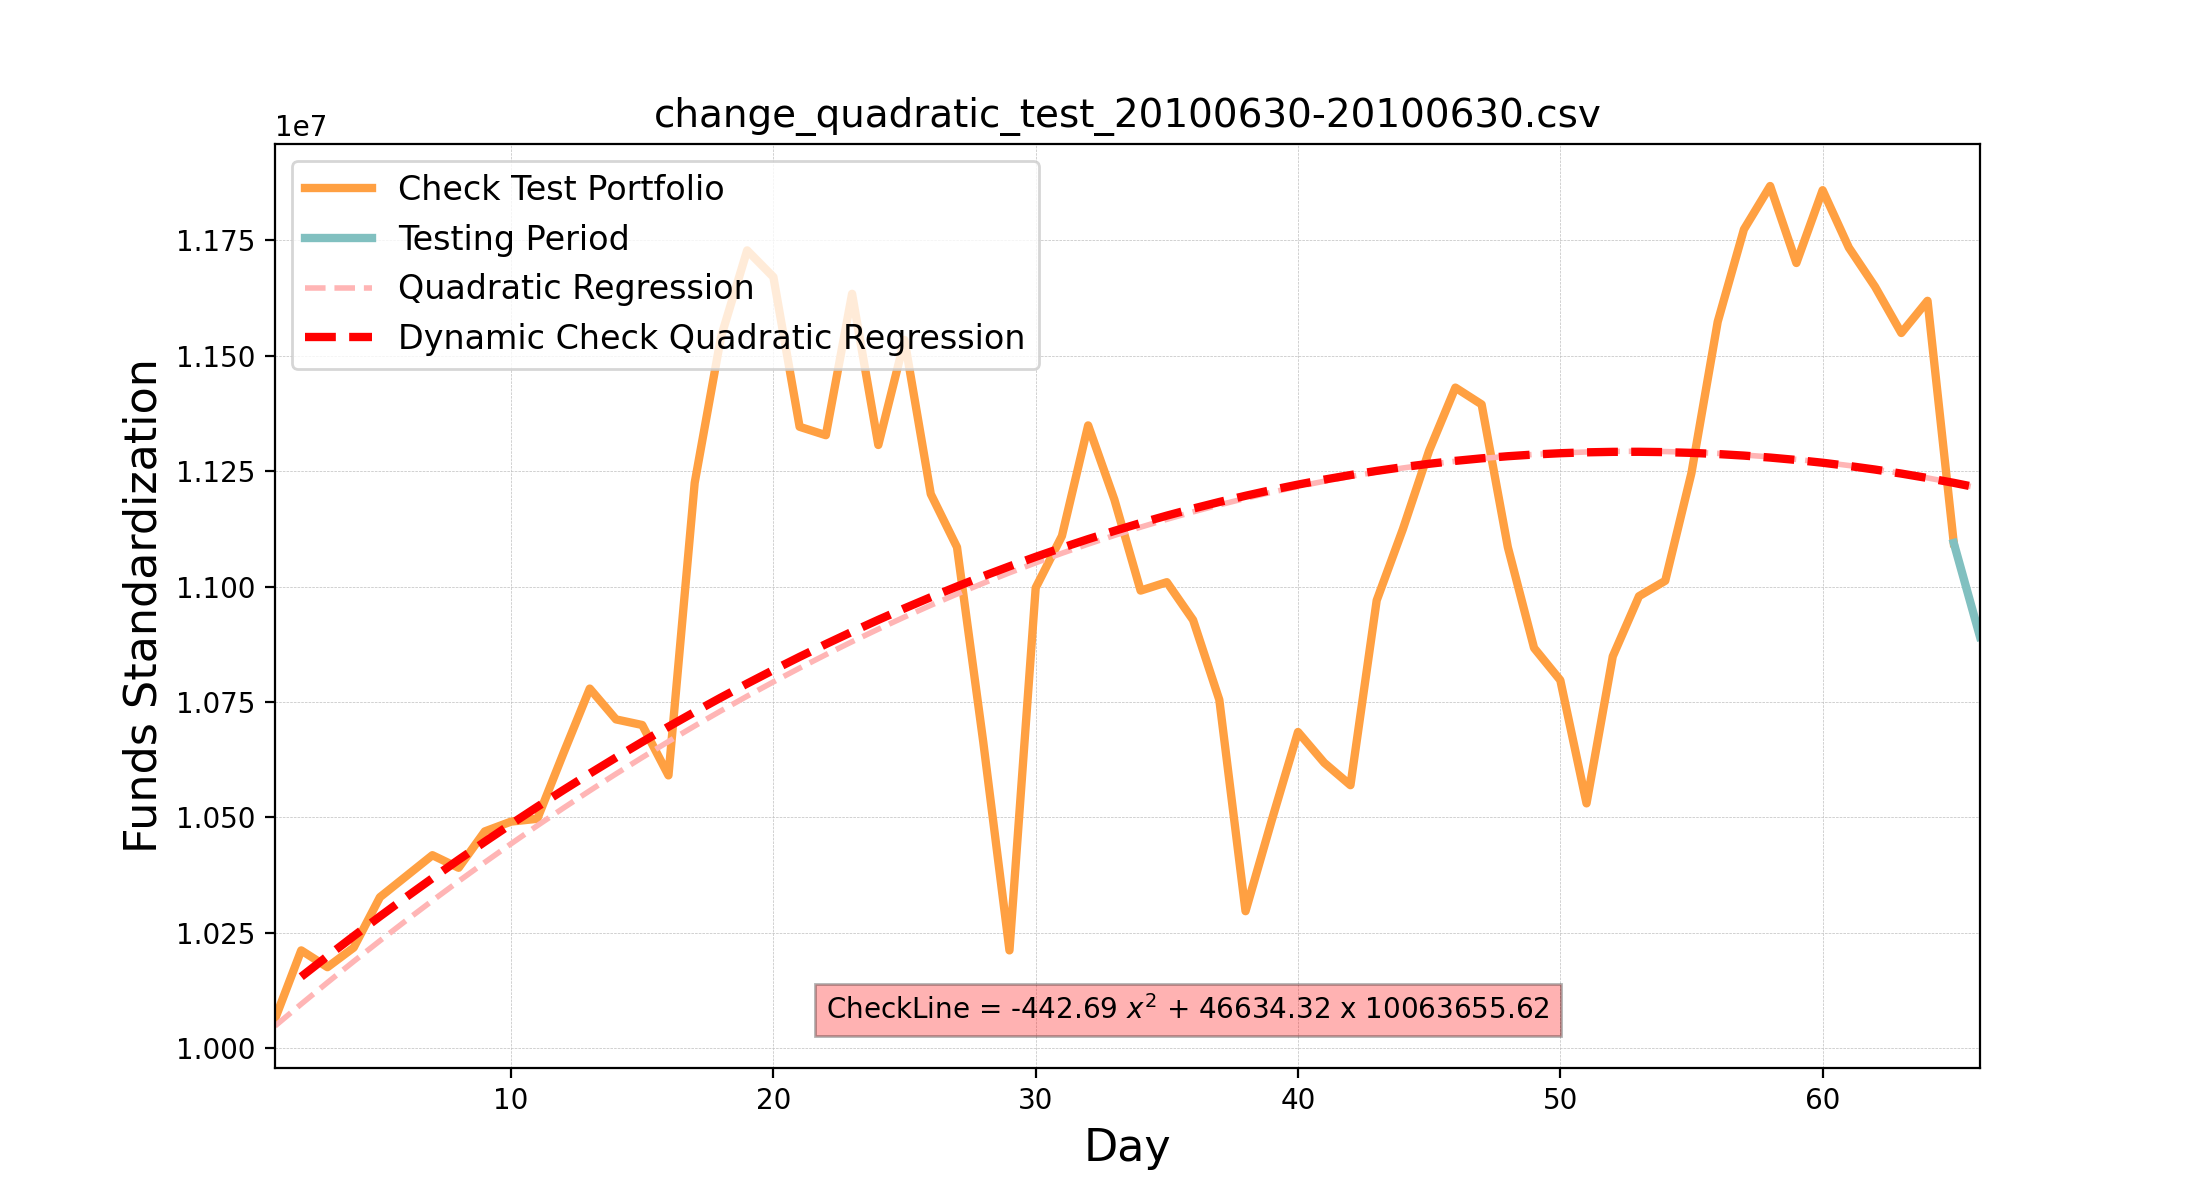 change_quadratic_test_20100630-20100630.csv
1e7
Check Test Portfolio
Testing Period
Quadratic Regression
Dynamic Check Quadratic Regression
1.175
1.150
1.125
1.100
1.075
1.050
1.025
1.000
Funds Standardization
CheckLine = -442.69 x² + 46634.32 x 10063655.62
10 20 30 40 50 60
Day